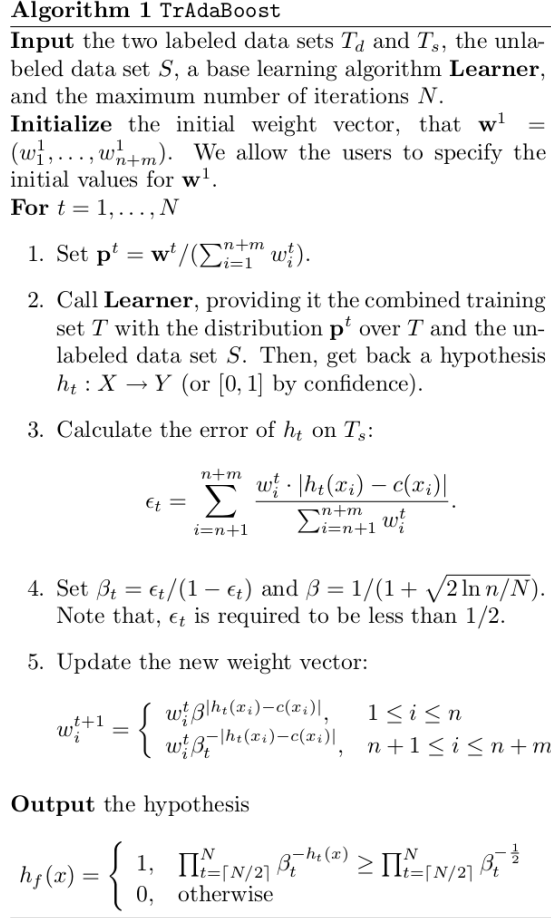 Algorithm 1 TrAdaBoost
Input the two labeled data sets T_d and T_s, the unla-
beled data set S, a base learning algorithm Learner,
and the maximum number of iterations N.
Initialize the initial weight vector, that w^1 =
(w_1^1, . . . , w_{n+m}^1). We allow the users to specify the
initial values for w^1.
For t = 1, . . . , N
1. Set p^t = w^t/(∑_{i=1}^{n+m} w_i^t).
2. Call Learner, providing it the combined training
set T with the distribution p^t over T and the un-
labeled data set S. Then, get back a hypothesis
h_t : X → Y (or [0, 1] by confidence).
3. Calculate the error of h_t on T_s:
ϵ_t = ∑_{i=n+1}^{n+m} \frac{w_i^t · |h_t(x_i) − c(x_i)|}{∑_{i=n+1}^{n+m} w_i^t}.
4. Set β_t = ϵ_t/(1 − ϵ_t) and β = 1/(1 + √(2 ln n/N)).
Note that, ϵ_t is required to be less than 1/2.
5. Update the new weight vector:
w_i^{t+1} = { w_i^t β^{|h_t(x_i)−c(x_i)|}, 1 ≤ i ≤ n
w_i^t β_t^{−|h_t(x_i)−c(x_i)|}, n + 1 ≤ i ≤ n + m
Output the hypothesis
h_f(x) = { 1, ∏_{t=⌈N/2⌉}^N β_t^{−h_t(x)} ≥ ∏_{t=⌈N/2⌉}^N β_t^{−\frac{1}{2}}
0, otherwise